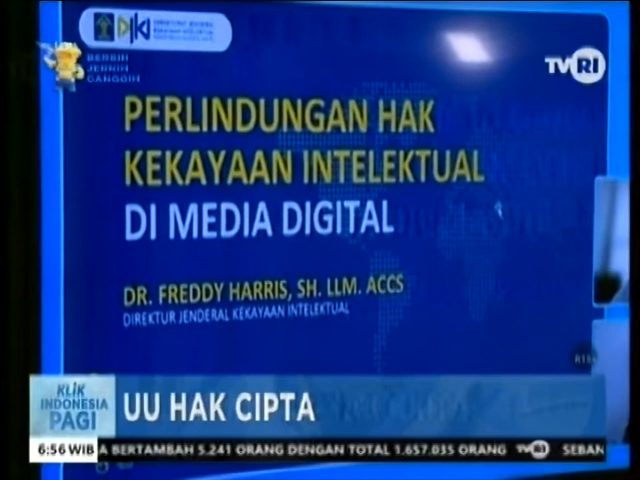 DJKI
BERSIH
JERNIH
CANGGIH
TVRI
PERLINDUNGAN HAK
KEKAYAAN INTELEKTUAL
DI MEDIA DIGITAL
DR. FREDDY HARRIS, SH. LLM. ACCS
DIREKTUR JENDERAL KEKAYAAN INTELEKTUAL
KLIK
INDONESIA
PAGI
UU HAK CIPTA
6:56 WIB
A BERTAMBAH 5.241 ORANG DENGAN TOTAL 1.657.035 ORANG TVRI SEBAN